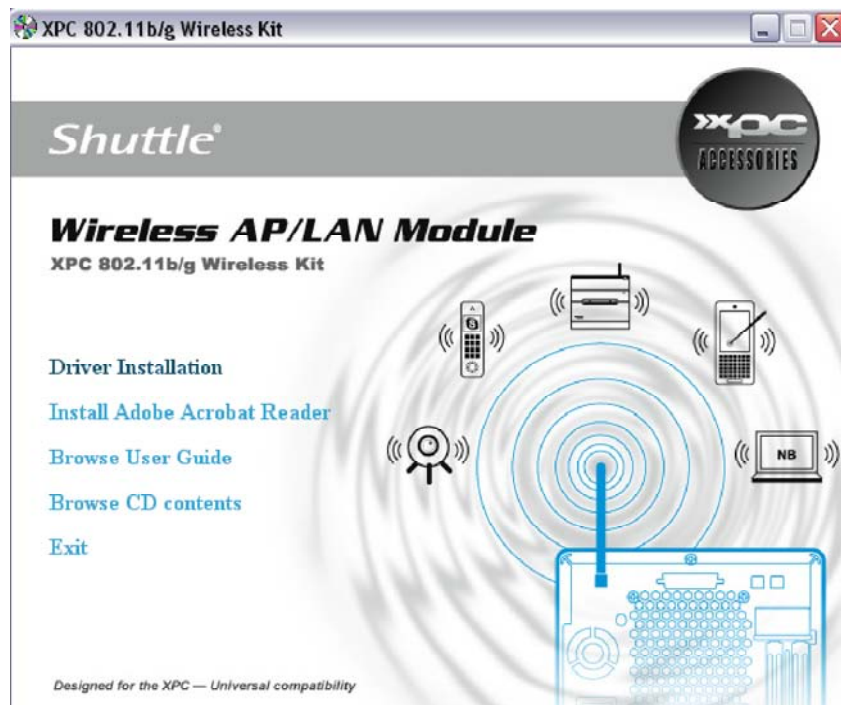 XPC 802.11b/g Wireless Kit
Shuttle®
xpc
ACCESSORIES
Wireless AP/LAN Module
XPC 802.11b/g Wireless Kit
Driver Installation
Install Adobe Acrobat Reader
Browse User Guide
Browse CD contents
Exit
NB
Designed for the XPC — Universal compatibility